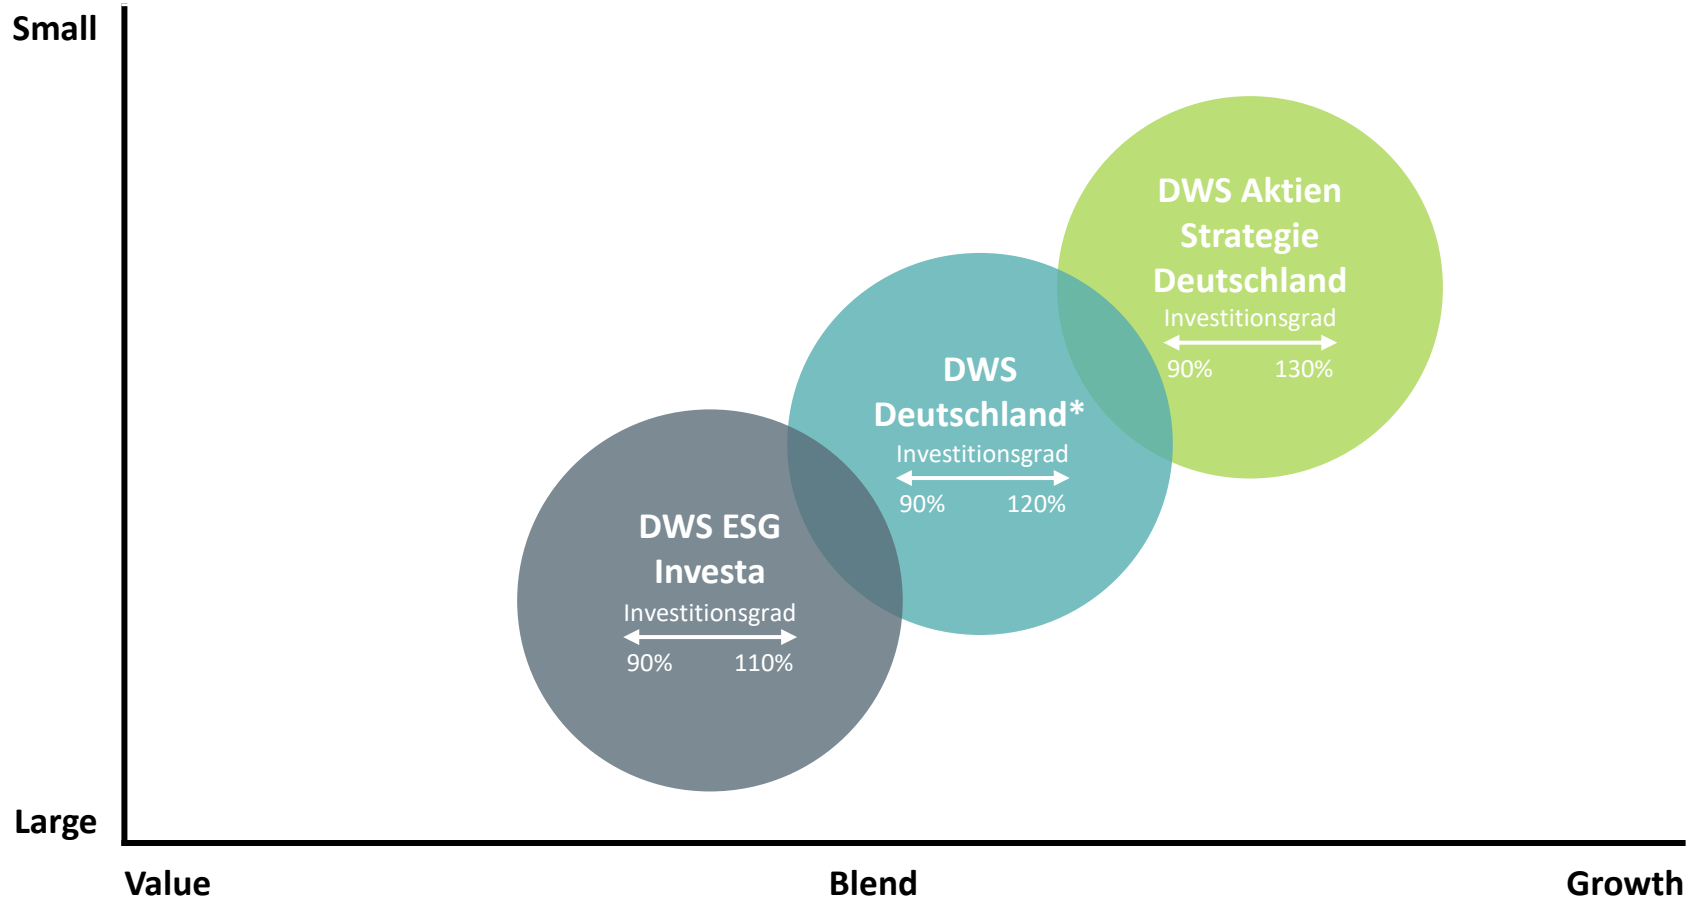 Small
DWS Aktien
Strategie
Deutschland
Investitionsgrad
90% 130%
DWS
Deutschland*
Investitionsgrad
90% 120%
DWS ESG
Investa
Investitionsgrad
90% 110%
Large
Value Blend Growth